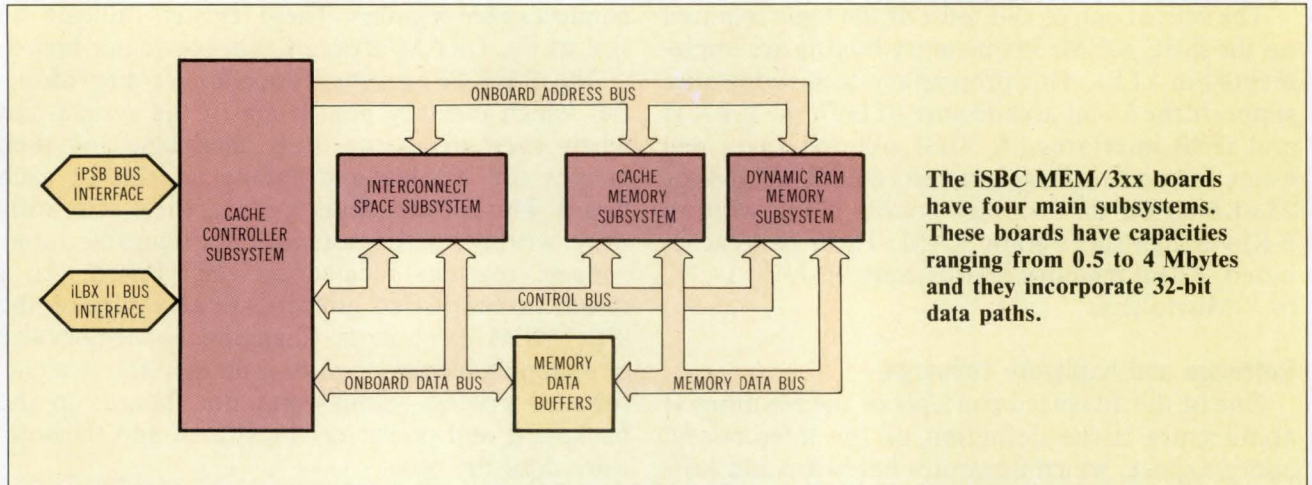 ONBOARD ADDRESS BUS
iPSB BUS
INTERFACE
CACHE
CONTROLLER
SUBSYSTEM
iLBX II BUS
INTERFACE
INTERCONNECT
SPACE SUBSYSTEM
CACHE
MEMORY
SUBSYSTEM
DYNAMIC RAM
MEMORY
SUBSYSTEM
CONTROL BUS
ONBOARD DATA BUS
MEMORY
DATA
BUFFERS
MEMORY DATA BUS
The iSBC MEM/3xx boards
have four main subsystems.
These boards have capacities
ranging from 0.5 to 4 Mbytes
and they incorporate 32-bit
data paths.